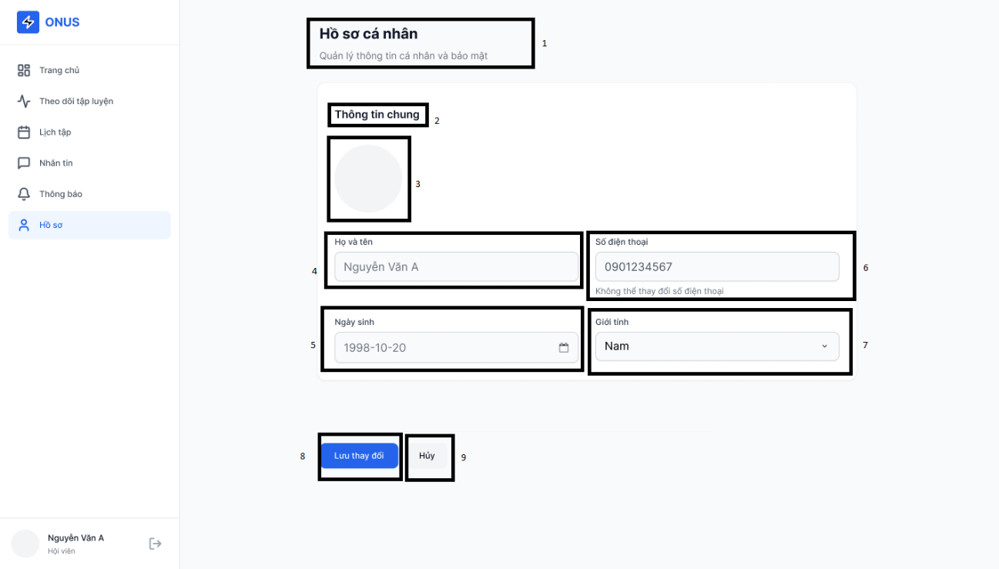 ONUS
Trang chủ
Theo dõi tập luyện
Lịch tập
Nhắn tin
Thông báo
Hồ sơ
Nguyễn Văn A
Hội viên
Hồ sơ cá nhân
Quản lý thông tin cá nhân và bảo mật
1
Thông tin chung
2
3
Họ và tên
Nguyễn Văn A
4
Số điện thoại
0901234567
Không thể thay đổi số điện thoại
6
Ngày sinh
1998-10-20
5
Giới tính
Nam
7
8
Lưu thay đổi
Hủy
9